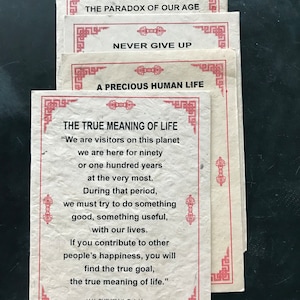 THE PARADOX OF OUR AGE
NEVER GIVE UP
A PRECIOUS HUMAN LIFE
THE TRUE MEANING OF LIFE
"We are visitors on this planet
we are here for ninety
or one hundred years
at the very most.
During that period,
we must try to do something
good, something useful,
with our lives.
If you contribute to other
people's happiness, you will
find the true goal,
the true meaning of life."